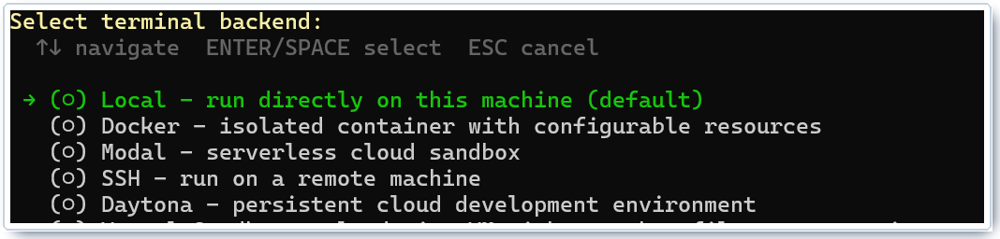 Select terminal backend:
↑↓ navigate  ENTER/SPACE select  ESC cancel
→ (○) Local - run directly on this machine (default)
(○) Docker - isolated container with configurable resources
(○) Modal - serverless cloud sandbox
(○) SSH - run on a remote machine
(○) Daytona - persistent cloud development environment